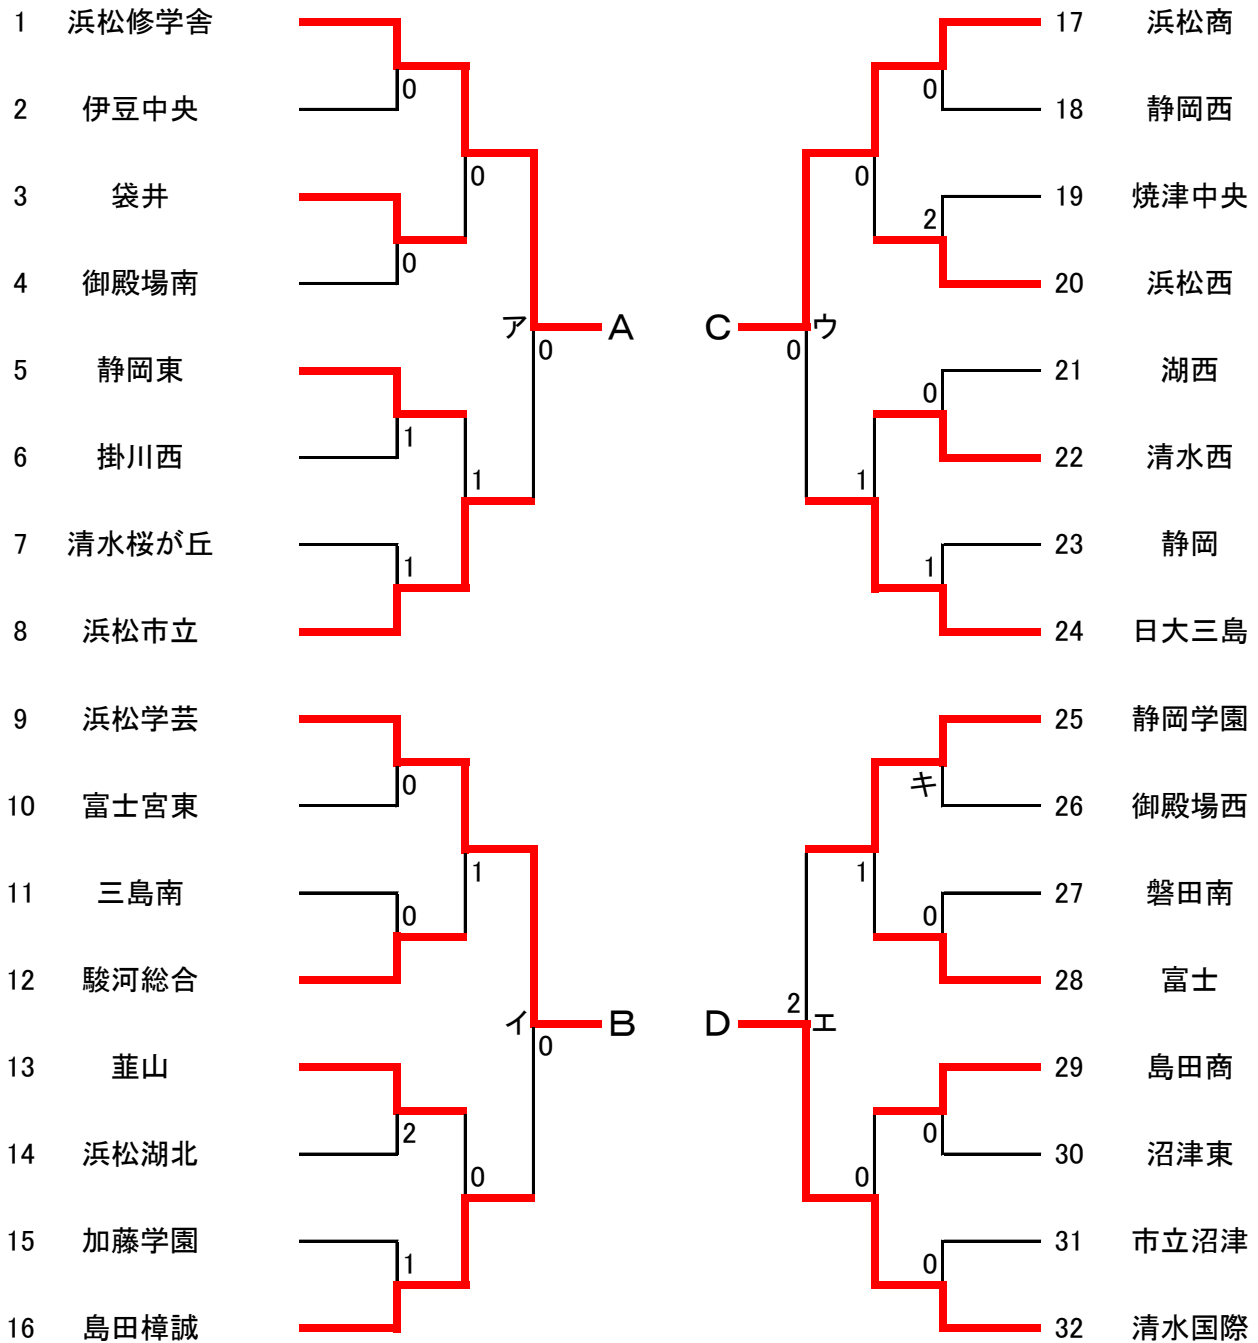 1 浜松修学舎
0
2 伊豆中央
0
3 袋井
0
4 御殿場南
ア A
0
5 静岡東
1
6 掛川西
1
7 清水桜が丘
1
8 浜松市立
9 浜松学芸
0
10 富士宮東
1
11 三島南
0
12 駿河総合
イ B
0
13 韮山
2
14 浜松湖北
0
15 加藤学園
1
16 島田樟誠
17 浜松商
0
18 静岡西
0
19 焼津中央
2
20 浜松西
C ウ
0
21 湖西
0
22 清水西
1
23 静岡
1
24 日大三島
25 静岡学園
キ
26 御殿場西
1
27 磐田南
0
28 富士
2
D エ
29 島田商
0
30 沼津東
0
31 市立沼津
0
32 清水国際